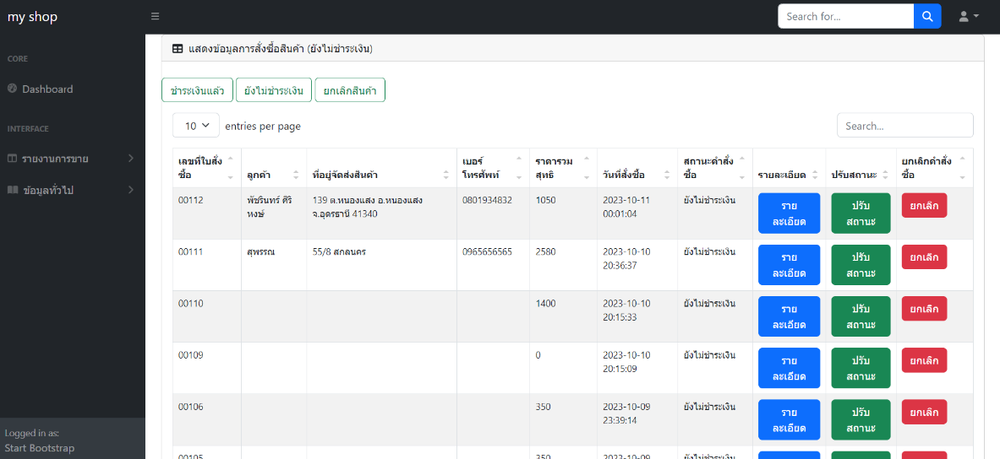 my shop
Search for...
CORE
Dashboard
INTERFACE
รายงานการขาย
ข้อมูลทั่วไป
Logged in as:
Start Bootstrap
แสดงข้อมูลการสั่งซื้อสินค้า (ยังไม่ชำระเงิน)
ชำระเงินแล้ว ยังไม่ชำระเงิน ยกเลิกสินค้า
10 entries per page Search...
เลขที่ใบสั่ง เบอร์ ราคารวม สถานะคำสั่ง ยกเลิกคำสั่ง
ซื้อ ลูกค้า ที่อยู่จัดส่งสินค้า โทรศัพท์ สุทธิ วันที่สั่งซื้อ ซื้อ รายละเอียด ปรับสถานะ ซื้อ
00112 พัชรินทร์ ศิริ 139 ต.หนองแสง อ.หนองแสง 0801934832 1050 2023-10-11 ยังไม่ชำระเงิน ราย ปรับ ยกเลิก
หงษ์ จ.อุดรธานี 41340 00:01:04 ละเอียด สถานะ
00111 สุพรรณ 55/8 สกลนคร 0965656565 2580 2023-10-10 ยังไม่ชำระเงิน ราย ปรับ ยกเลิก
20:36:37 ละเอียด สถานะ
00110 1400 2023-10-10 ยังไม่ชำระเงิน ราย ปรับ ยกเลิก
20:15:33 ละเอียด สถานะ
00109 0 2023-10-10 ยังไม่ชำระเงิน ราย ปรับ ยกเลิก
20:15:09 ละเอียด สถานะ
00106 350 2023-10-09 ยังไม่ชำระเงิน ราย ปรับ ยกเลิก
23:39:14 ละเอียด สถานะ
00105 350 2023-10-09 ยังไม่ชำระเงิน